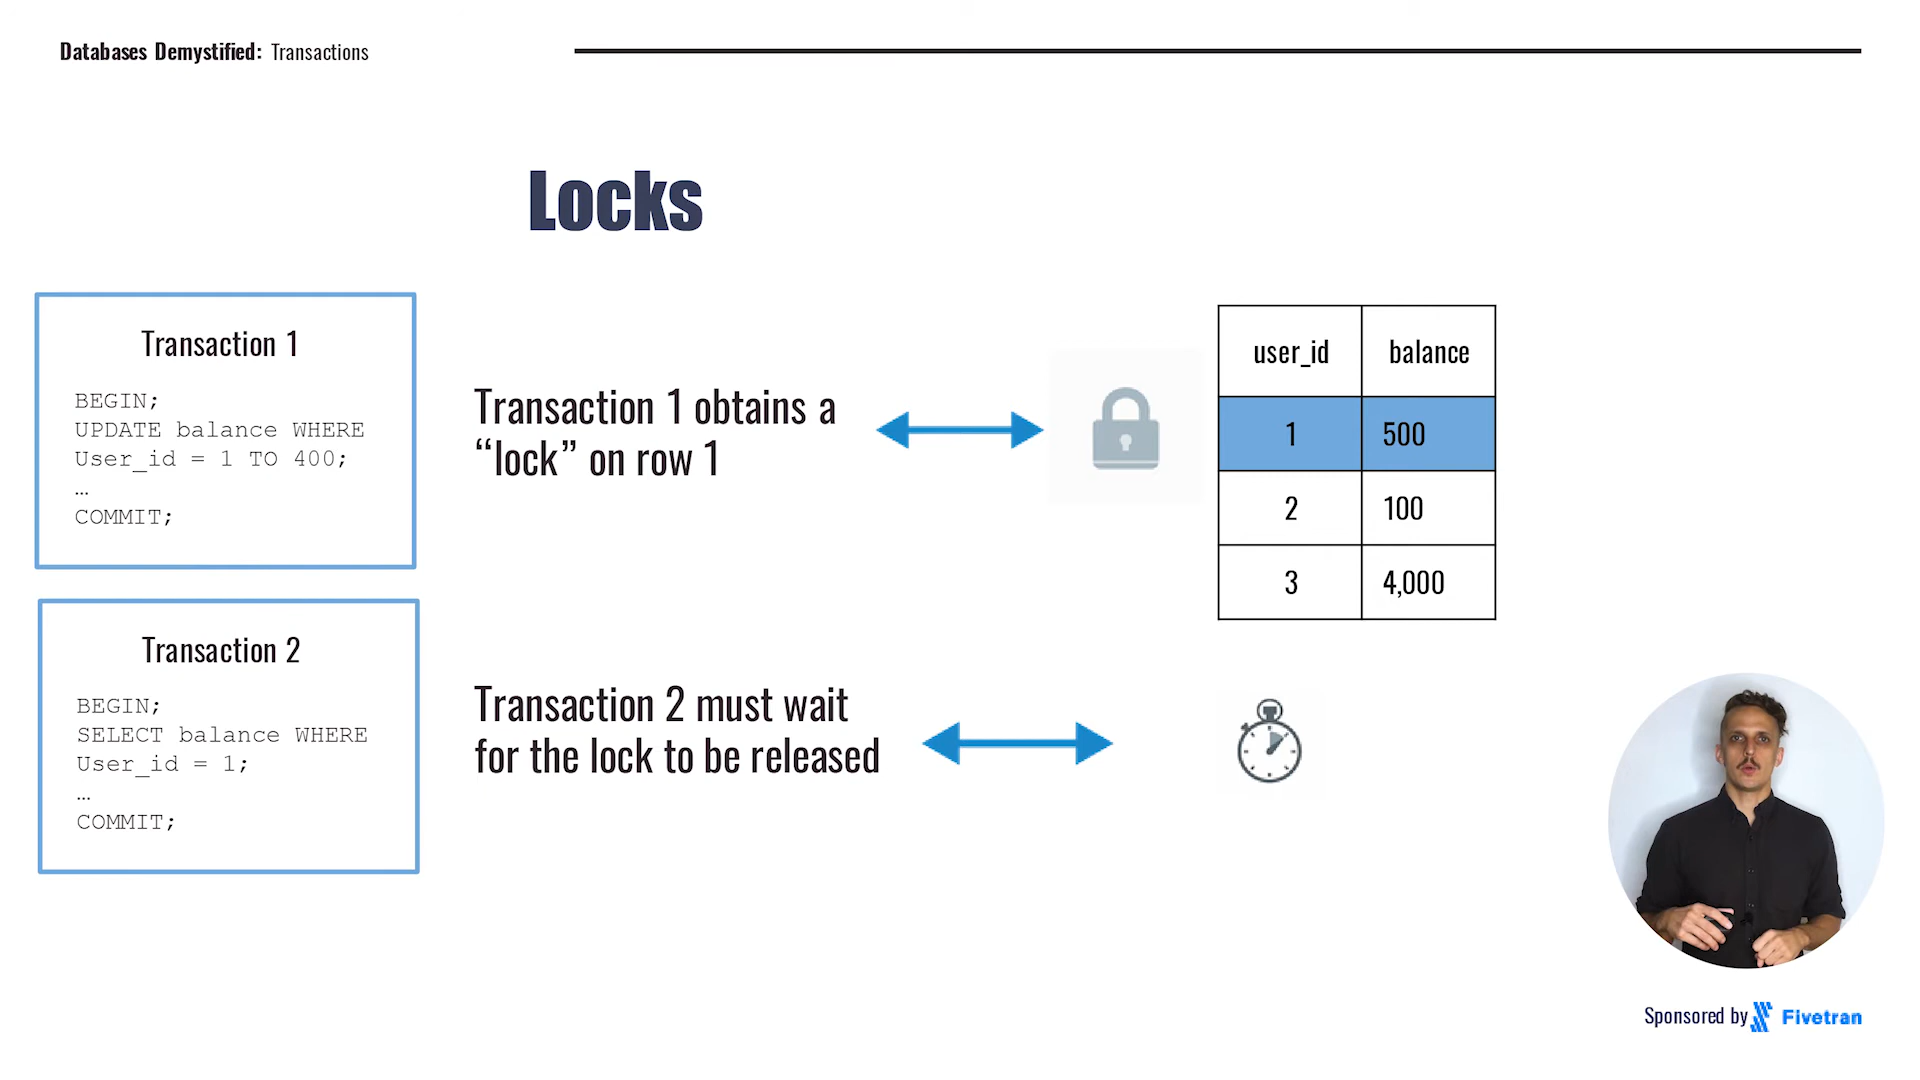 Databases Demystified: Transactions
Locks
Transaction 1
BEGIN;
UPDATE balance WHERE
User_id = 1 TO 400;
…
COMMIT;
Transaction 1 obtains a
“lock” on row 1
user_id balance
1 500
2 100
3 4,000
Transaction 2
BEGIN;
SELECT balance WHERE
User_id = 1;
…
COMMIT;
Transaction 2 must wait
for the lock to be released
Sponsored by Fivetran